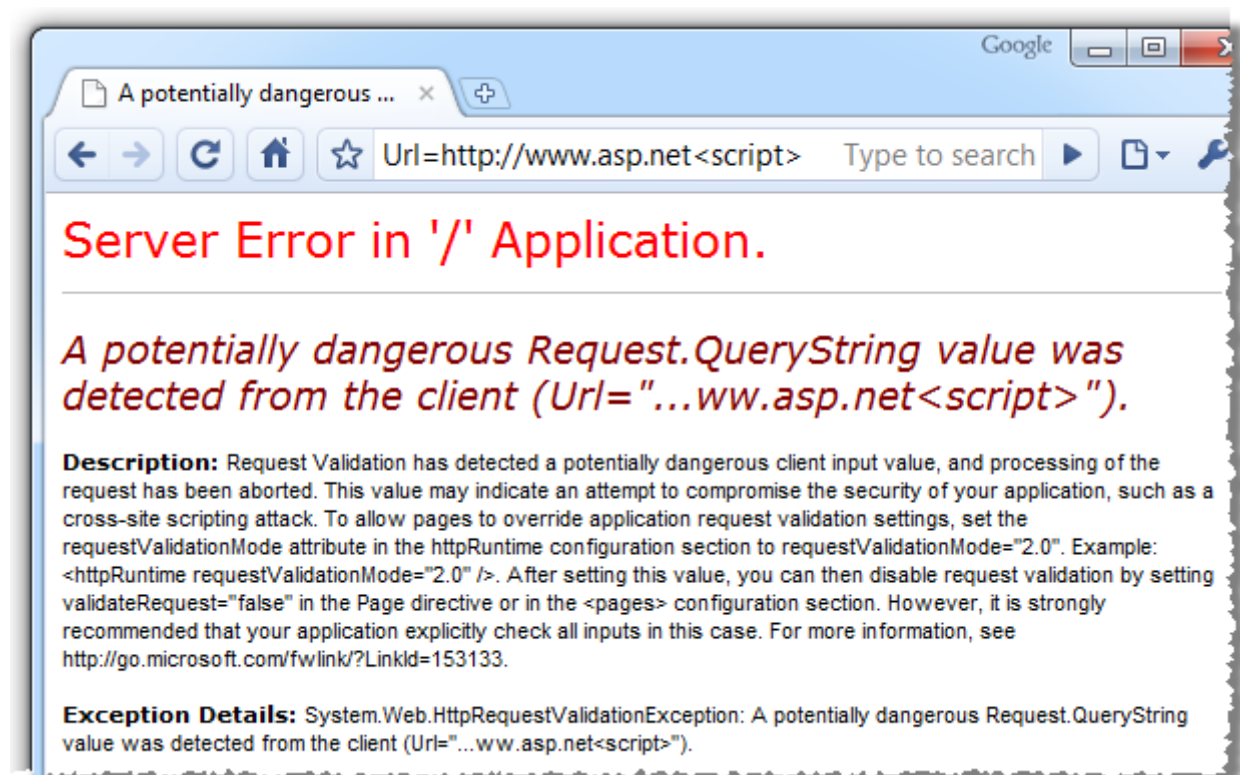 Google
A potentially dangerous ...
Url=http://www.asp.net<script> Type to search
Server Error in '/' Application.
A potentially dangerous Request.QueryString value was
detected from the client (Url="...ww.asp.net<script>").
Description: Request Validation has detected a potentially dangerous client input value, and processing of the
request has been aborted. This value may indicate an attempt to compromise the security of your application, such as a
cross-site scripting attack. To allow pages to override application request validation settings, set the
requestValidationMode attribute in the httpRuntime configuration section to requestValidationMode="2.0". Example:
<httpRuntime requestValidationMode="2.0" />. After setting this value, you can then disable request validation by setting
validateRequest="false" in the Page directive or in the <pages> configuration section. However, it is strongly
recommended that your application explicitly check all inputs in this case. For more information, see
http://go.microsoft.com/fwlink/?LinkId=153133.
Exception Details: System.Web.HttpRequestValidationException: A potentially dangerous Request.QueryString
value was detected from the client (Url="...ww.asp.net<script>").